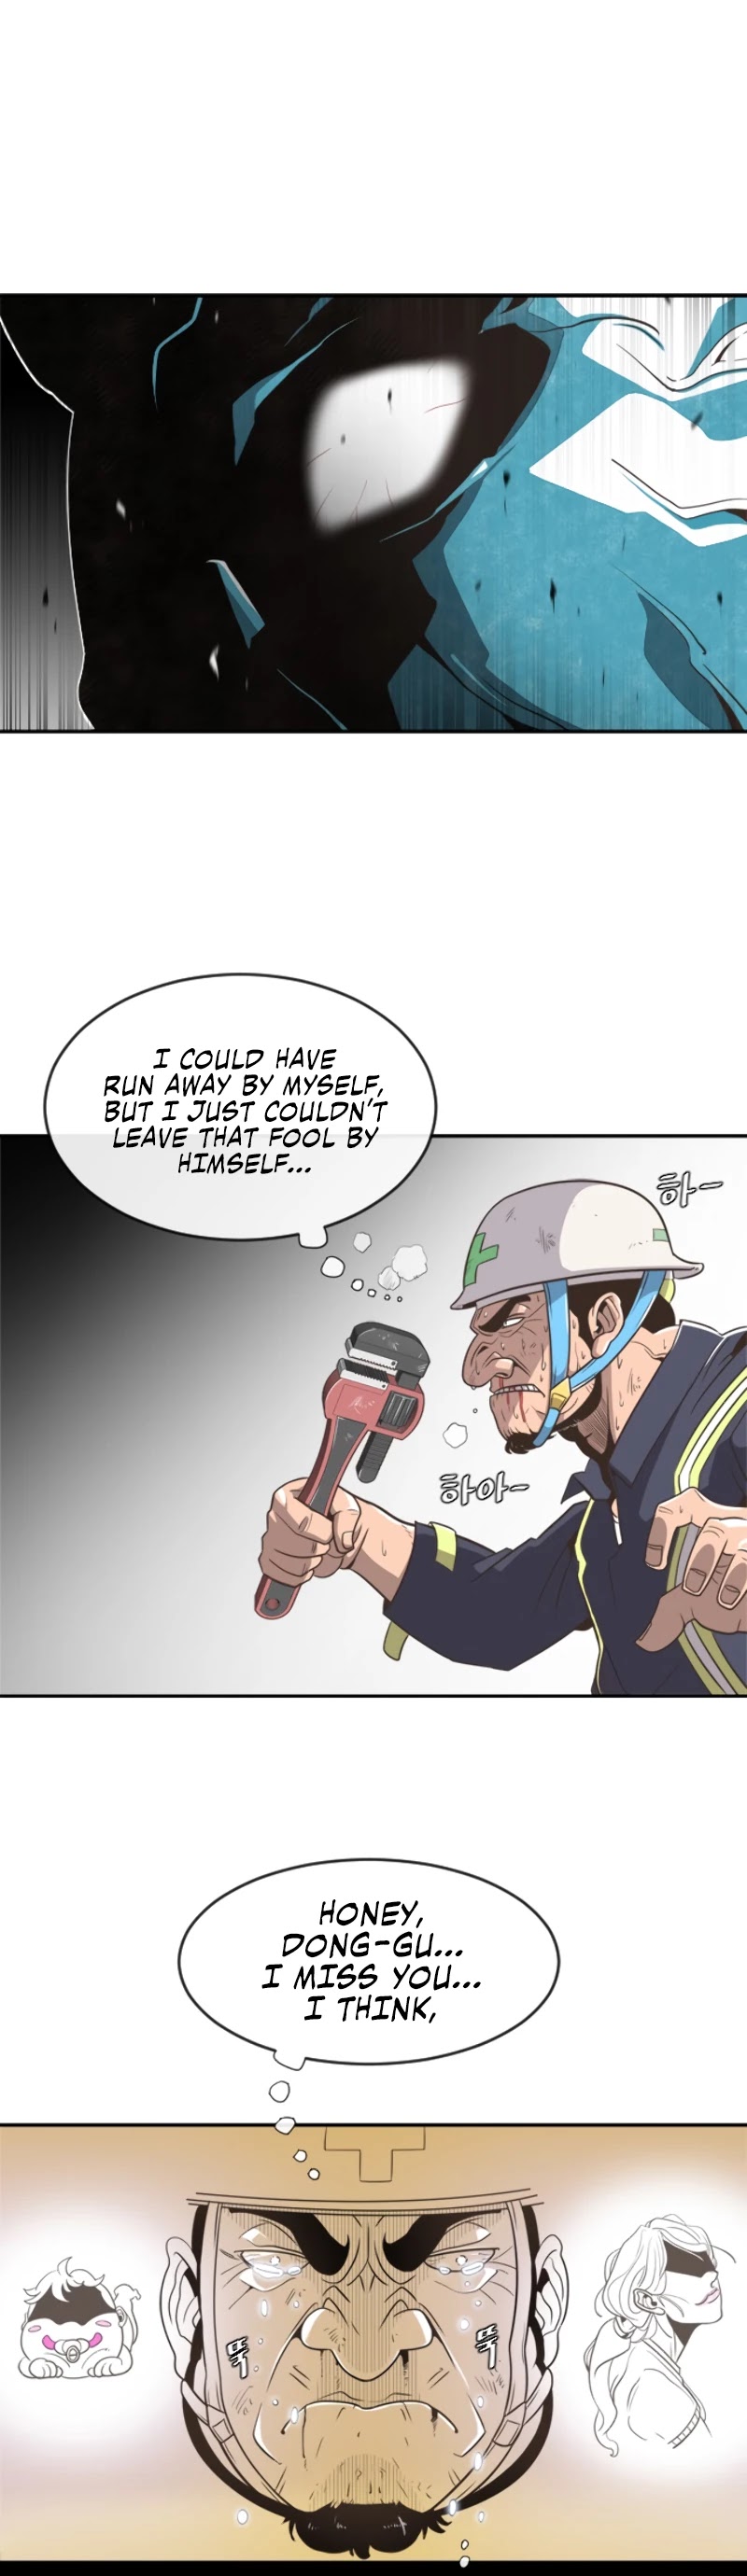 I COULD HAVE
RUN AWAY BY MYSELF,
BUT I JUST COULDN'T
LEAVE THAT FOOL BY
HIMSELF...
하-
하아-
HONEY,
DONG-GU...
I MISS YOU...
I THINK,
뚝
뚝